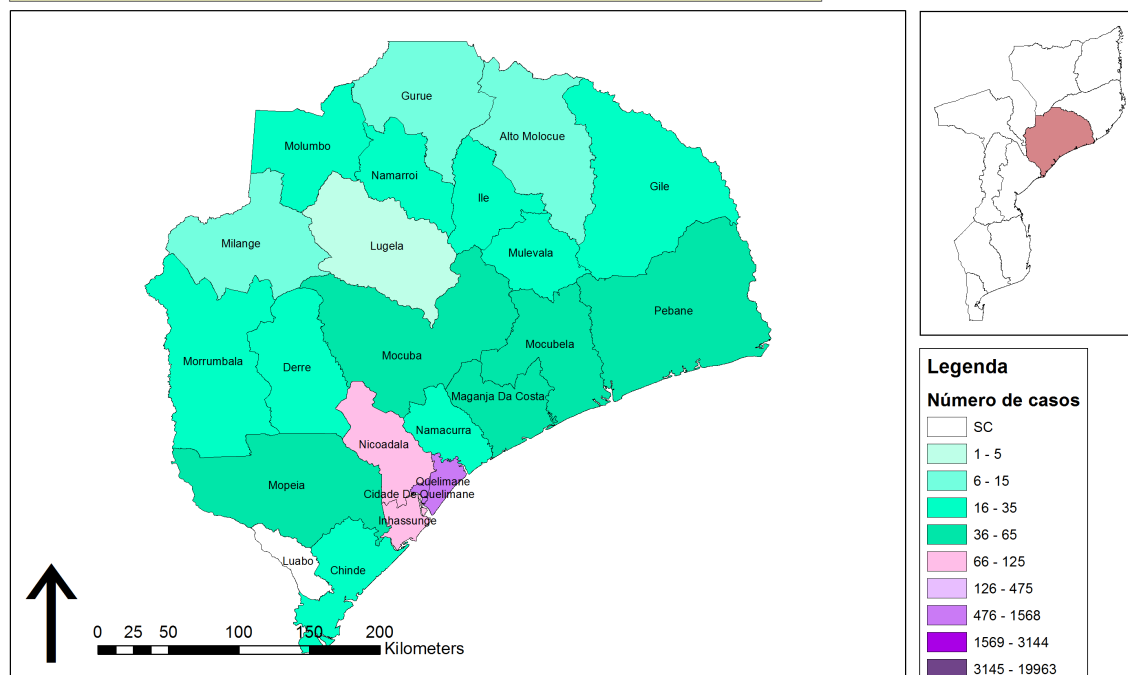 Gurue
Alto Molocue
Molumbo
Namarroi
Gile
Ile
Milange
Lugela
Mulevala
Pebane
Mocubela
Mocuba
Morrumbala
Derre
Maganja Da Costa
Namacurra
Nicoadala
Quelimane
Mopeia
Cidade De Quelimane
Inhassunge
Luabo
Chinde
0 25 50 100 150 200
Kilometers
Legenda
Número de casos
SC
1 - 5
6 - 15
16 - 35
36 - 65
66 - 125
126 - 475
476 - 1568
1569 - 3144
3145 - 19963